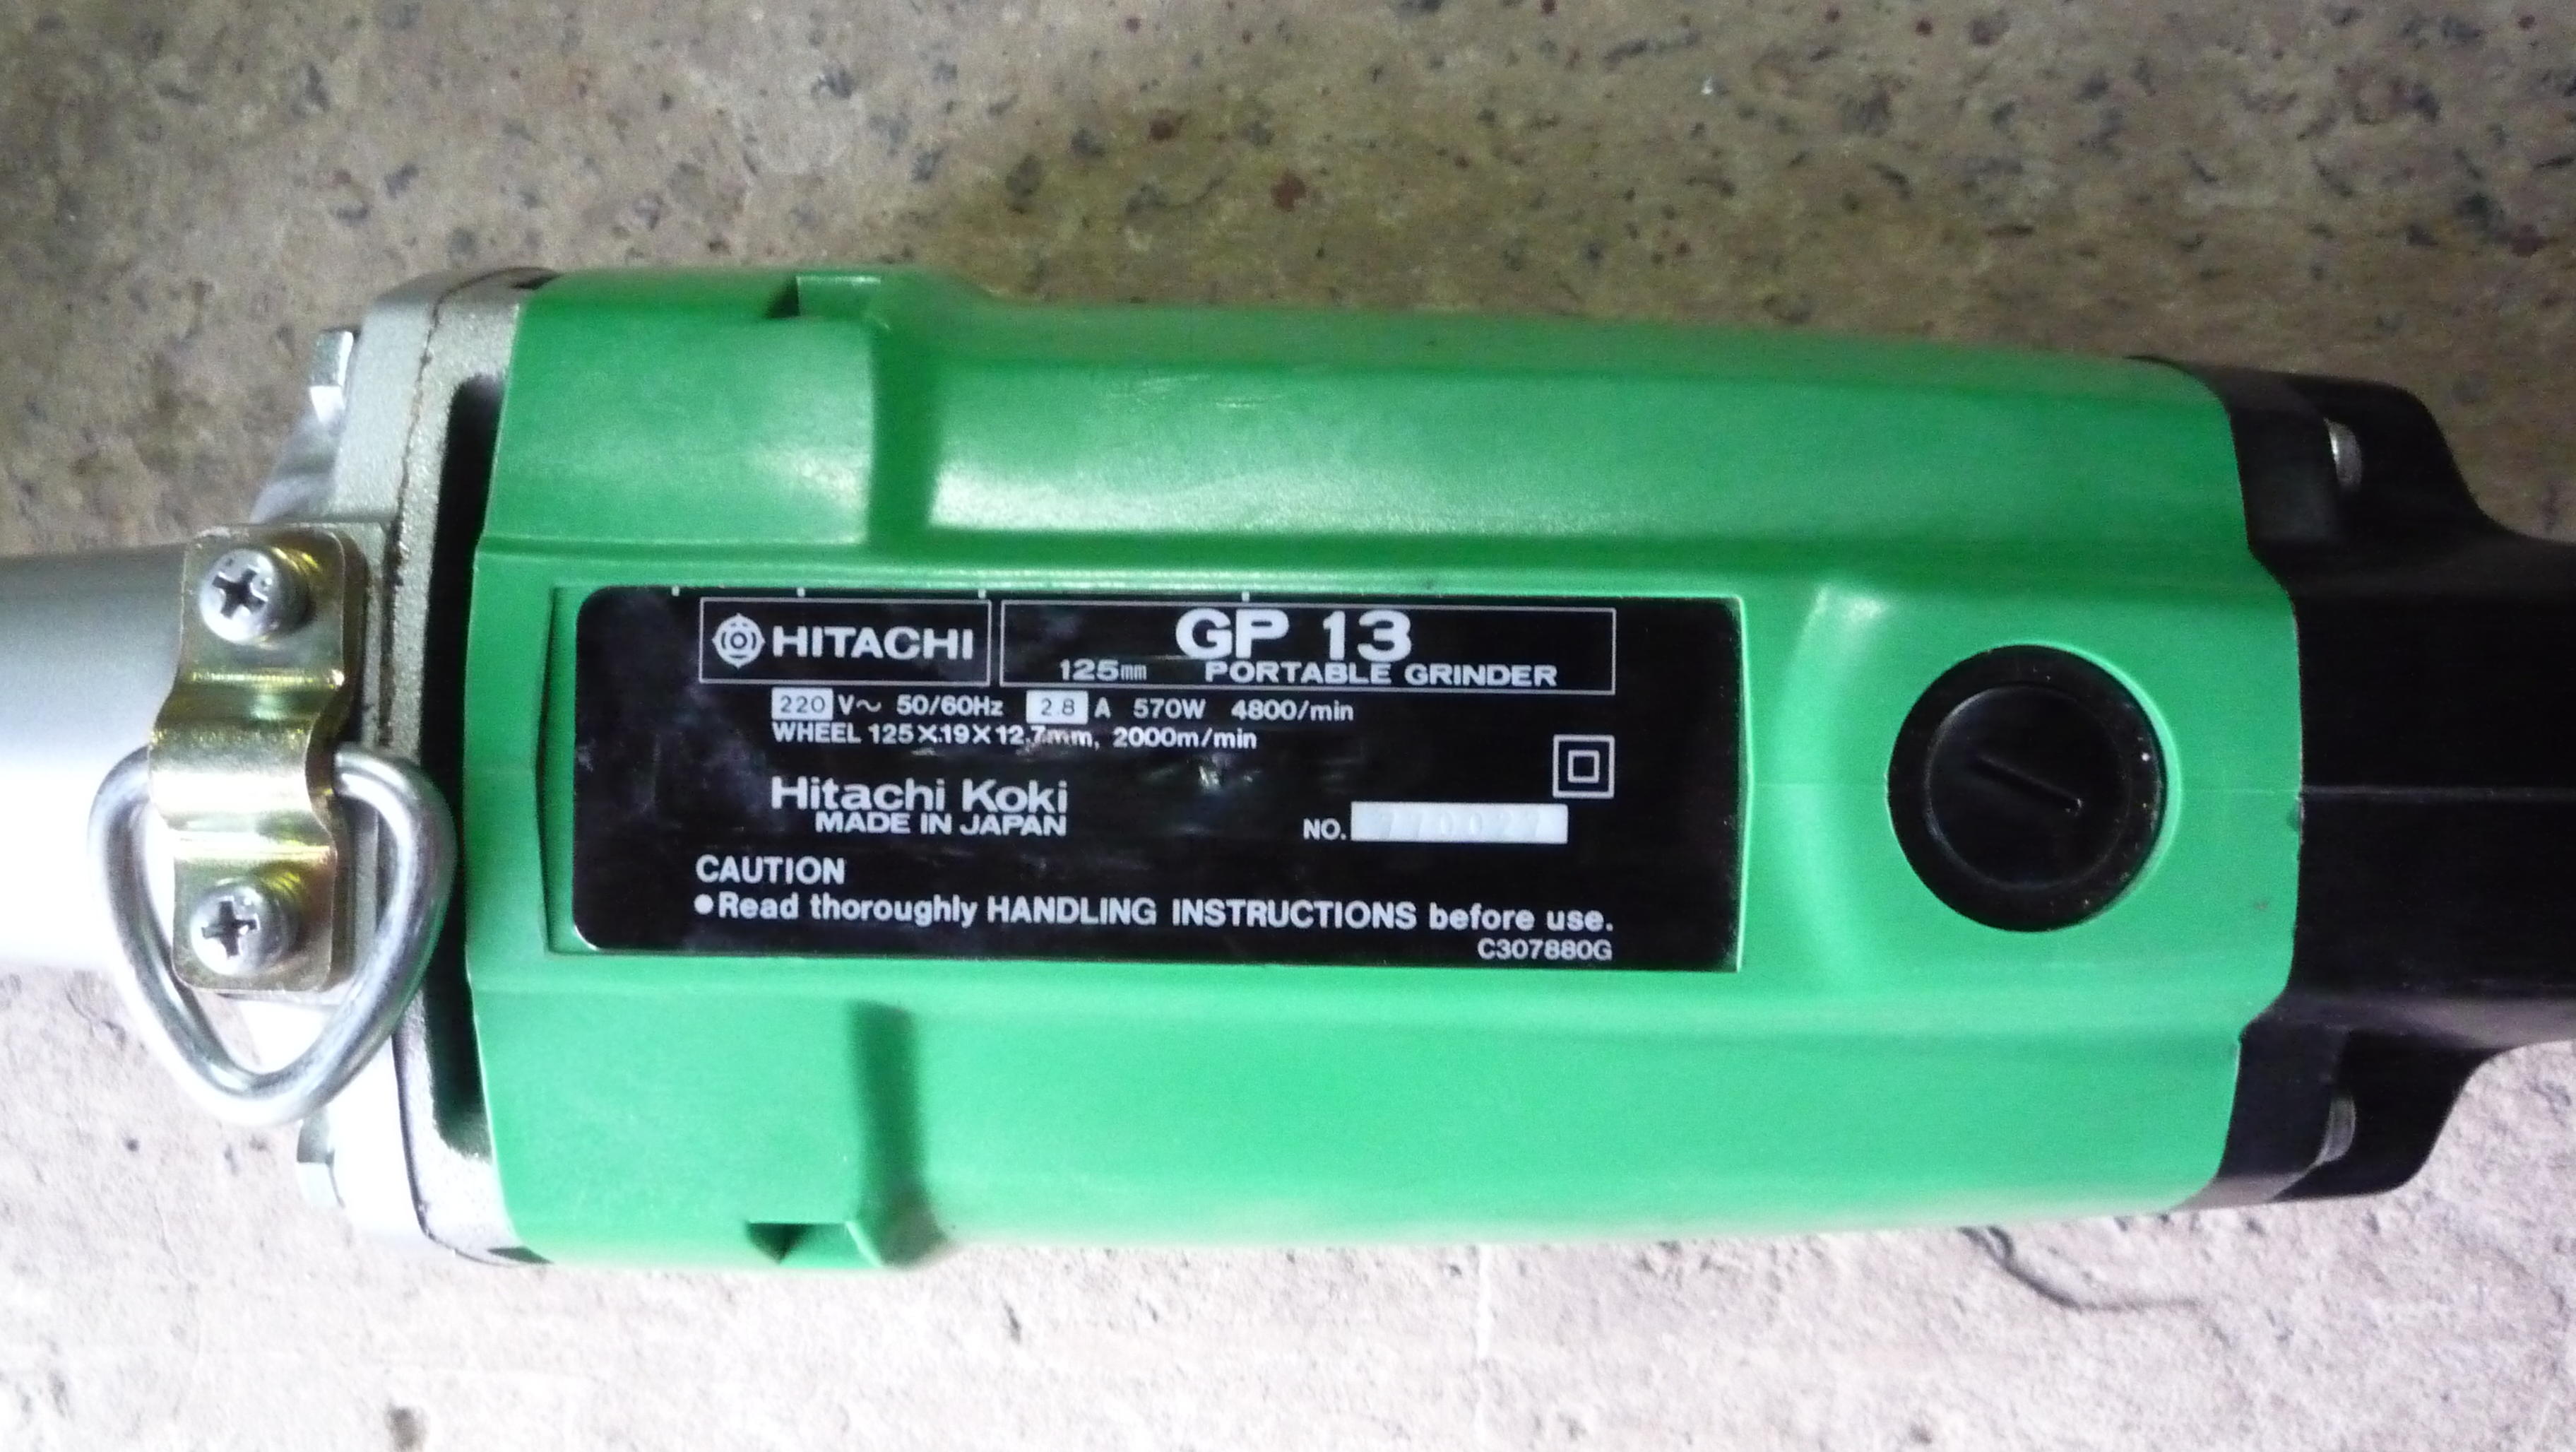 HITACHI
GP 13
125mm PORTABLE GRINDER
220 V~ 50/60Hz 2.8 A 570W 4800/min
WHEEL 125×19×12.7mm, 2000m/min
Hitachi Koki
MADE IN JAPAN
NO.
CAUTION
●Read thoroughly HANDLING INSTRUCTIONS before use.
C307880G